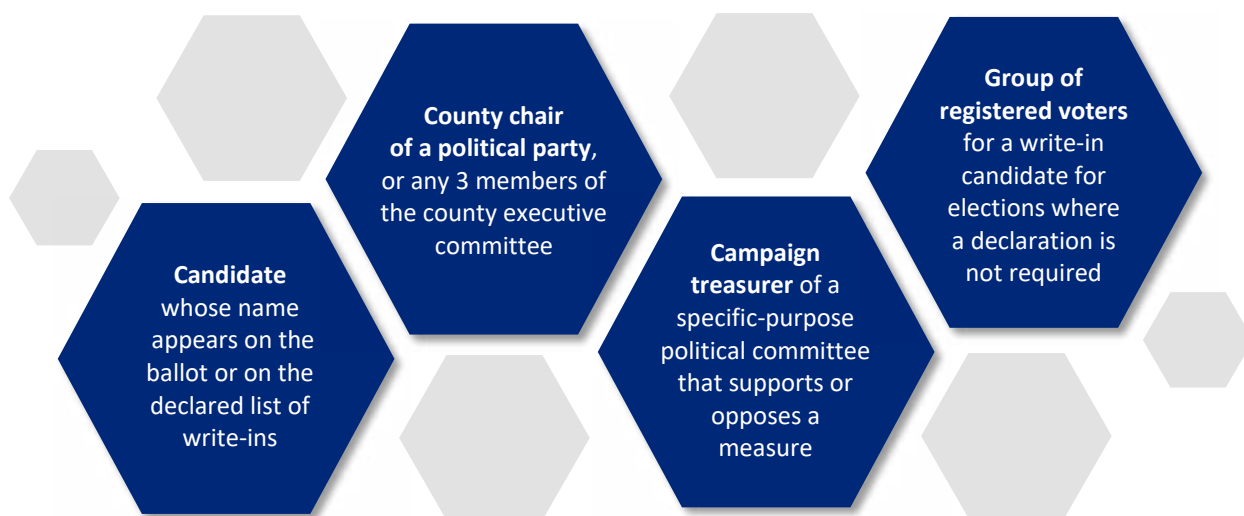 Candidate
whose name
appears on the
ballot or on the
declared list of
write-ins
County chair
of a political party,
or any 3 members of
the county executive
committee
Campaign
treasurer of a
specific-purpose
political committee
that supports or
opposes a
measure
Group of
registered voters
for a write-in
candidate for
elections where
a declaration is
not required